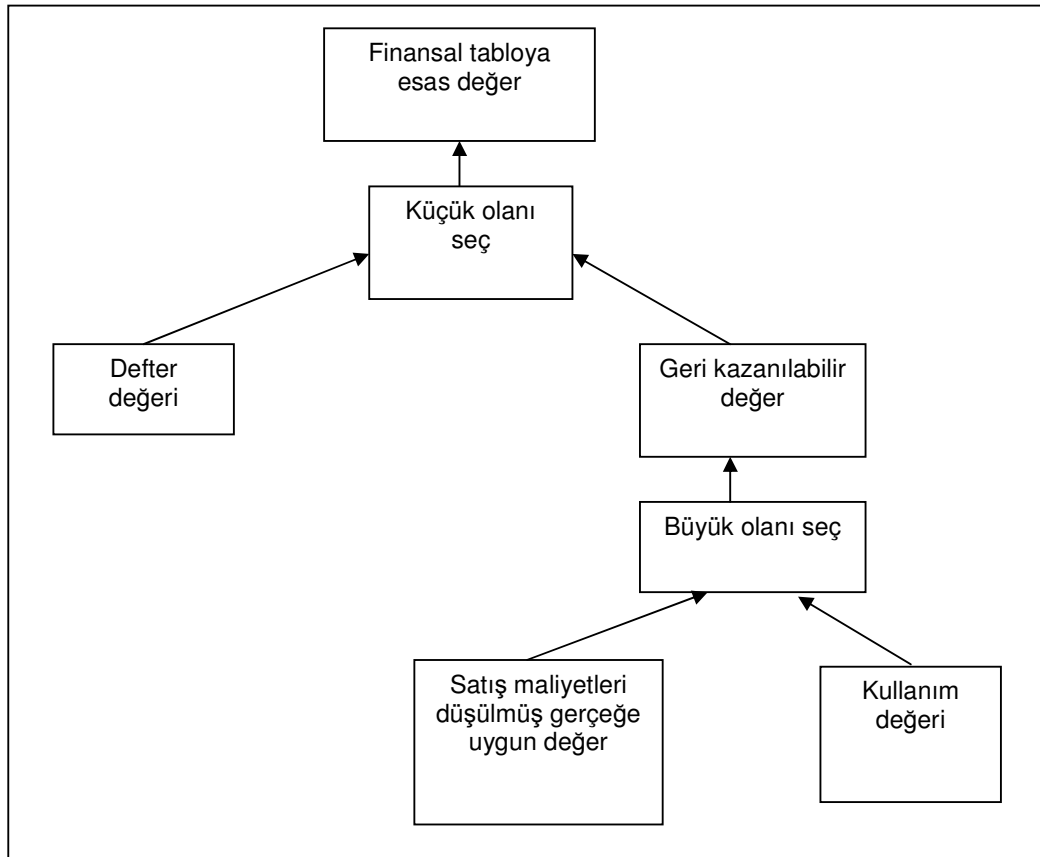 Finansal tabloya
esas değer
Küçük olanı
seç
Defter
değeri
Geri kazanılabilir
değer
Büyük olanı seç
Satış maliyetleri
düşülmüş gerçeğe
uygun değer
Kullanım
değeri